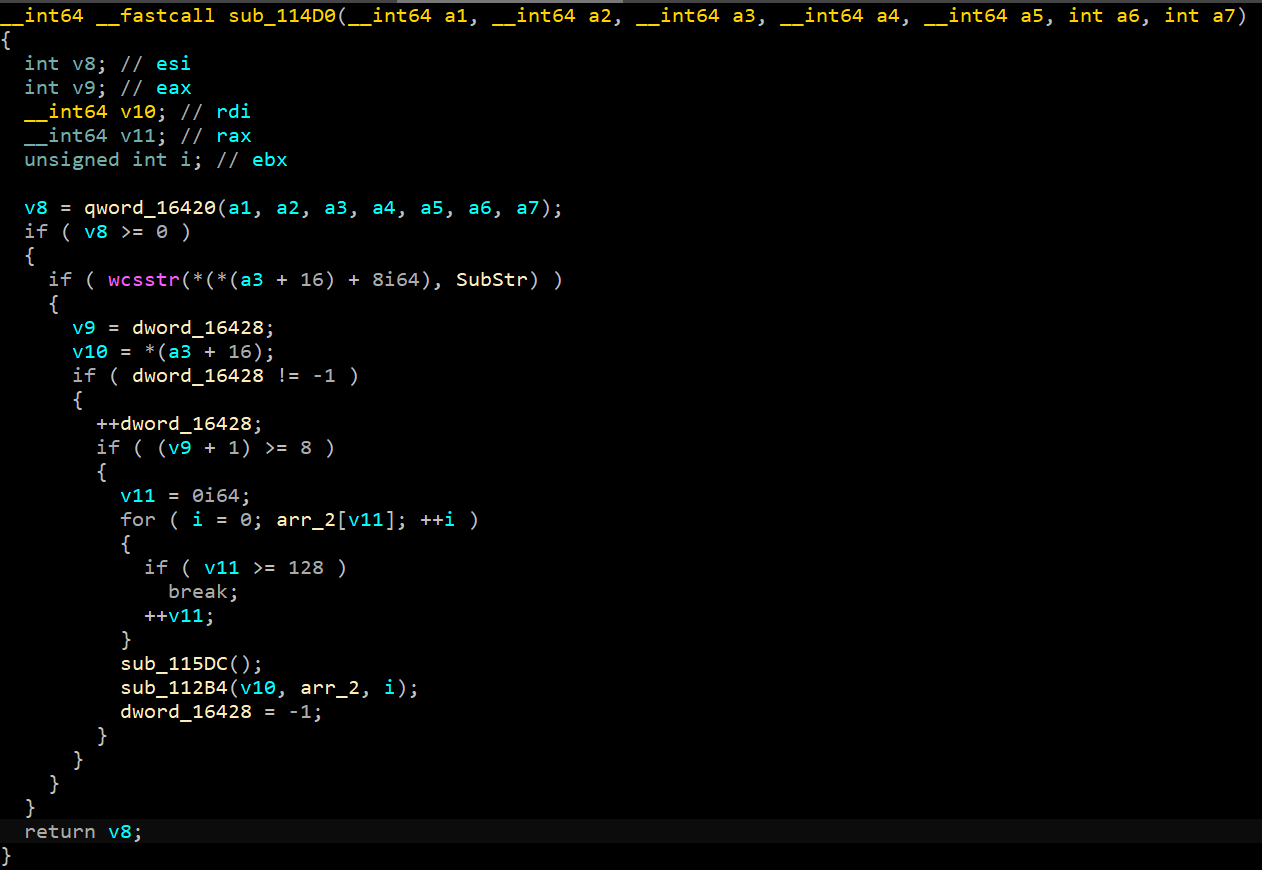 __int64 __fastcall sub_114D0(__int64 a1, __int64 a2, __int64 a3, __int64 a4, __int64 a5, int a6, int a7)
{
  int v8; // esi
  int v9; // eax
  __int64 v10; // rdi
  __int64 v11; // rax
  unsigned int i; // ebx

  v8 = qword_16420(a1, a2, a3, a4, a5, a6, a7);
  if ( v8 >= 0 )
  {
    if ( wcsstr(*(*(a3 + 16) + 8i64), SubStr) )
    {
      v9 = dword_16428;
      v10 = *(a3 + 16);
      if ( dword_16428 != -1 )
      {
        ++dword_16428;
        if ( (v9 + 1) >= 8 )
        {
          v11 = 0i64;
          for ( i = 0; arr_2[v11]; ++i )
          {
            if ( v11 >= 128 )
              break;
            ++v11;
          }
          sub_115DC();
          sub_112B4(v10, arr_2, i);
          dword_16428 = -1;
        }
      }
    }
  }
  return v8;
}